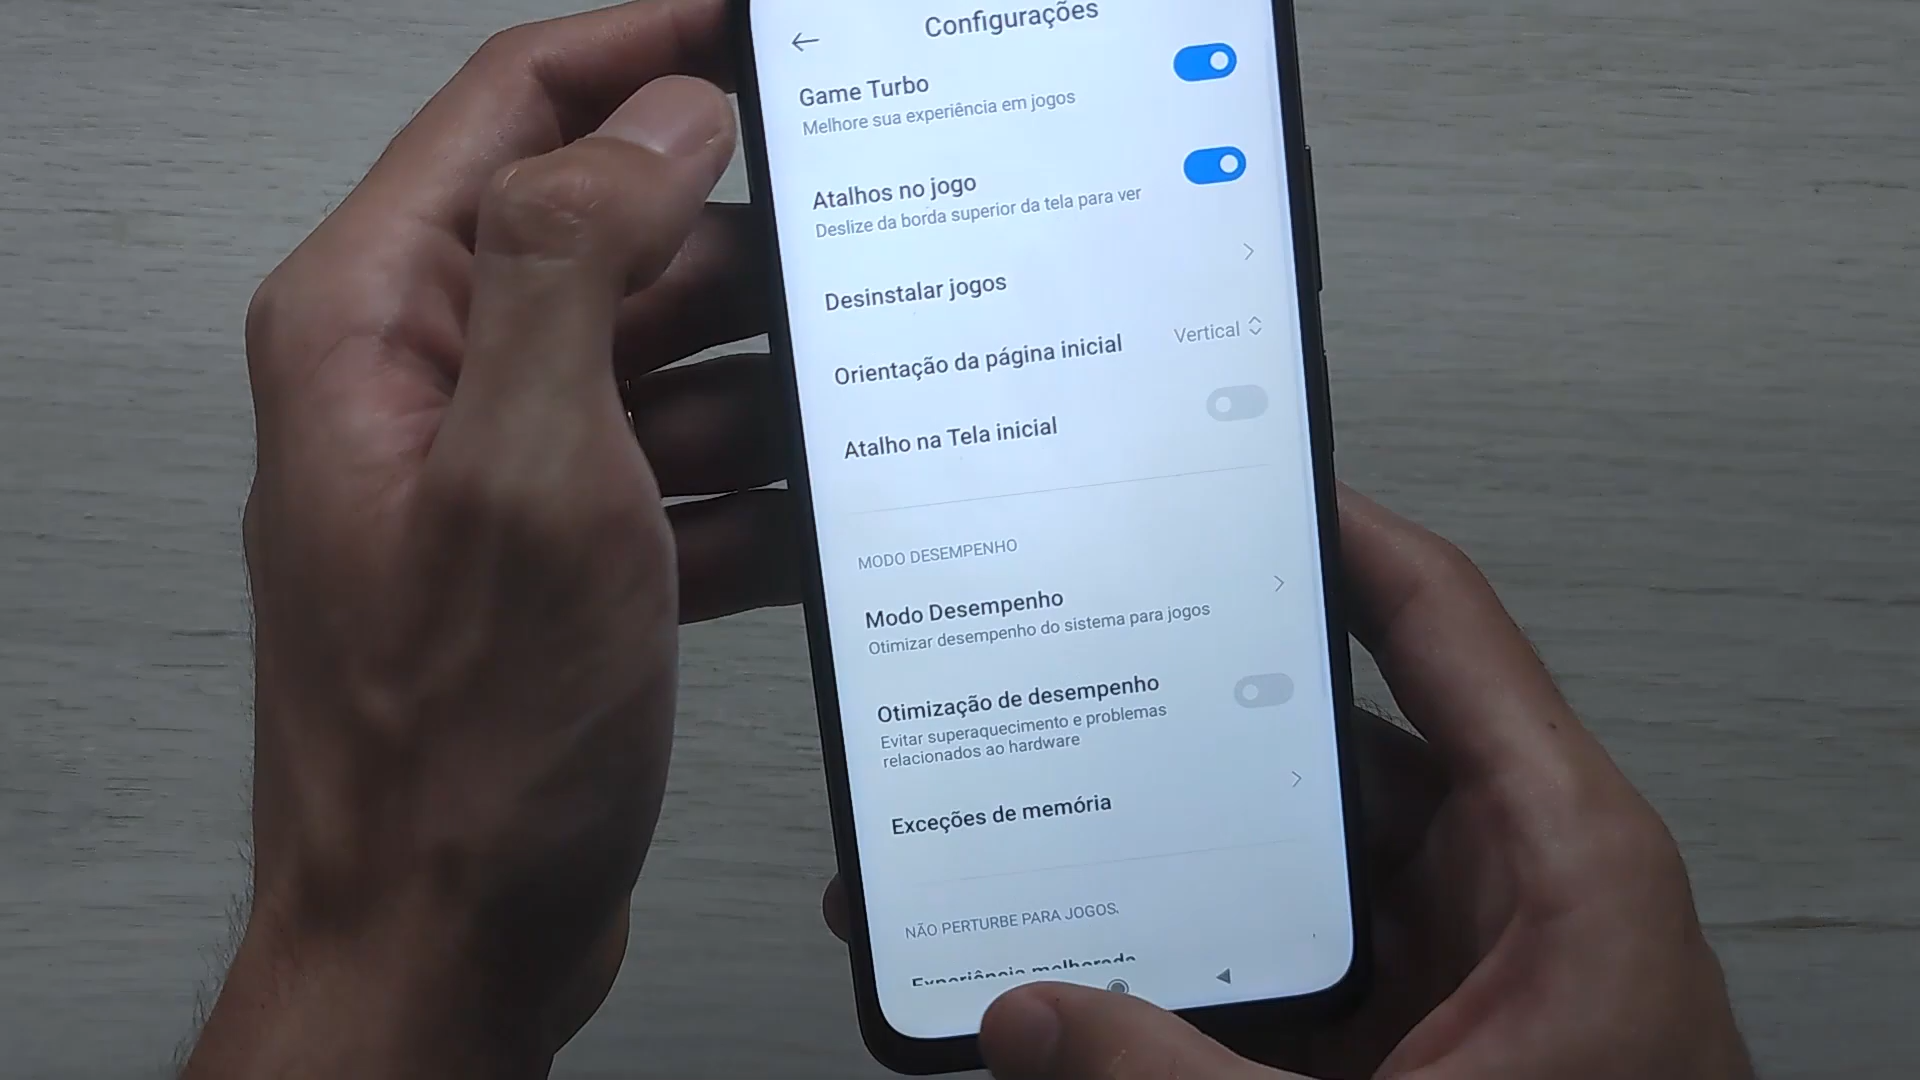 Configurações
Game Turbo
Melhore sua experiência em jogos
Atalhos no jogo
Deslize da borda superior da tela para ver
Desinstalar jogos
Orientação da página inicial
Vertical
Atalho na Tela inicial
MODO DESEMPENHO
Modo Desempenho
Otimizar desempenho do sistema para jogos
Otimização de desempenho
Evitar superaquecimento e problemas
relacionados ao hardware
Exceções de memória
NÃO PERTURBE PARA JOGOS.
Experiência melhorada